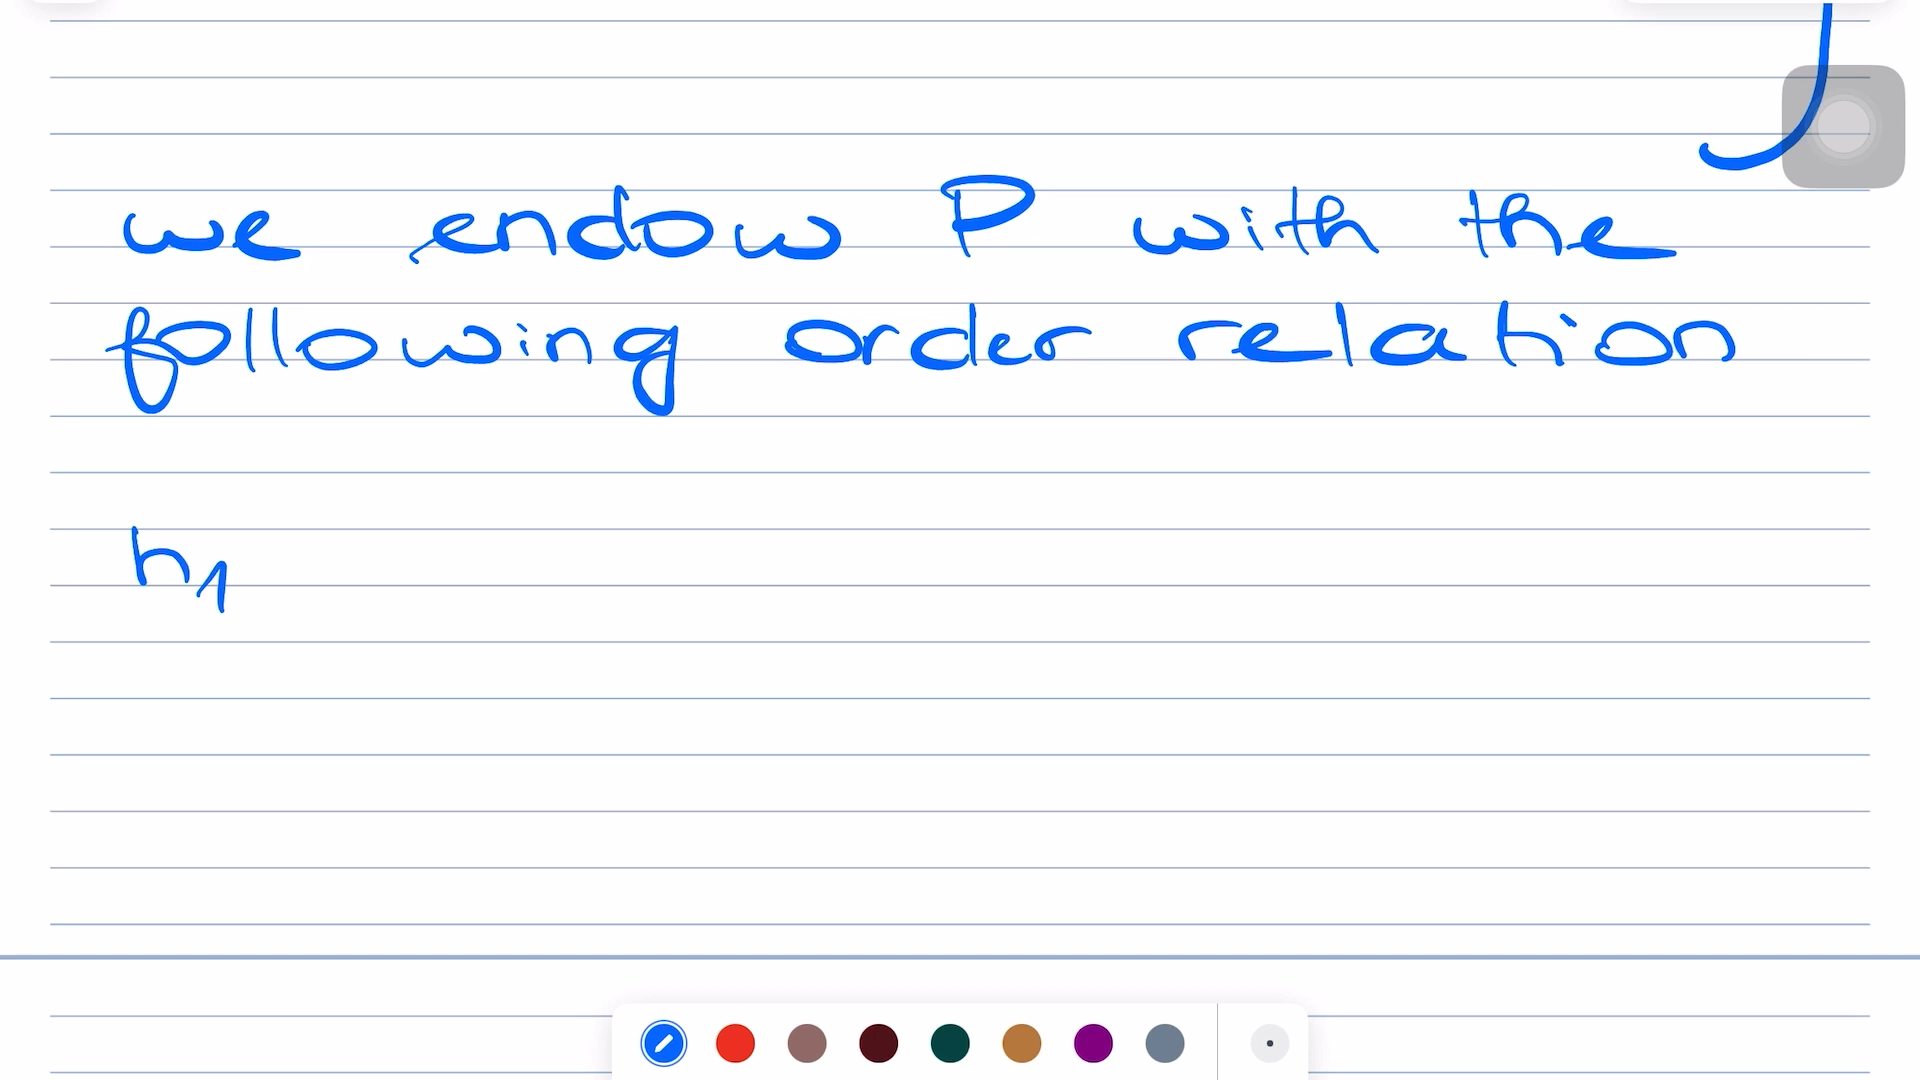 we endow P with the
following order relation
h₁